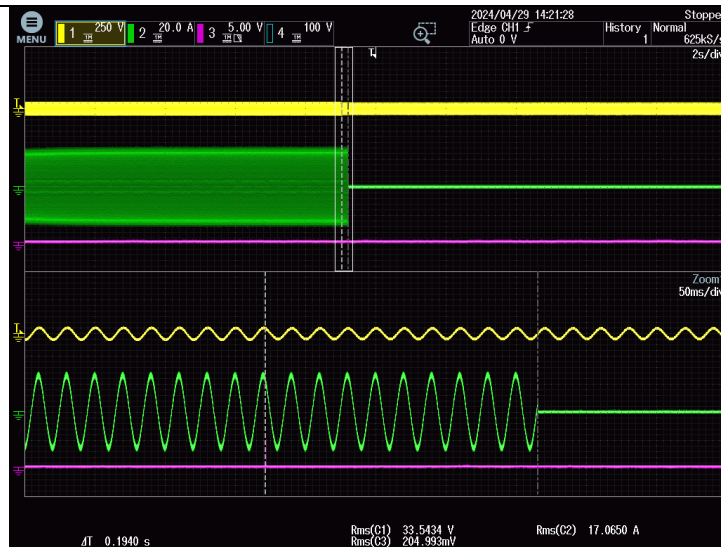 2024/04/29 14:21:28 Stoppe
MENU 1 250 V 2 20.0 A 3 5.00 V 4 100 V Edge CH1 History Normal
Auto 0 V 1 625kS/s
2s/div
T
T
Zoom1
50ms/div
T
Rms(C1) 33.5434 V Rms(C2) 17.0650 A
ΔT 0.1940 s Rms(C3) 204.993mV